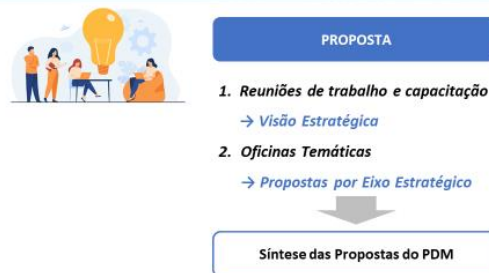 PROPOSTA
1. Reuniões de trabalho e capacitação
→ Visão Estratégica
2. Oficinas Temáticas
→ Propostas por Eixo Estratégico
Síntese das Propostas do PDM